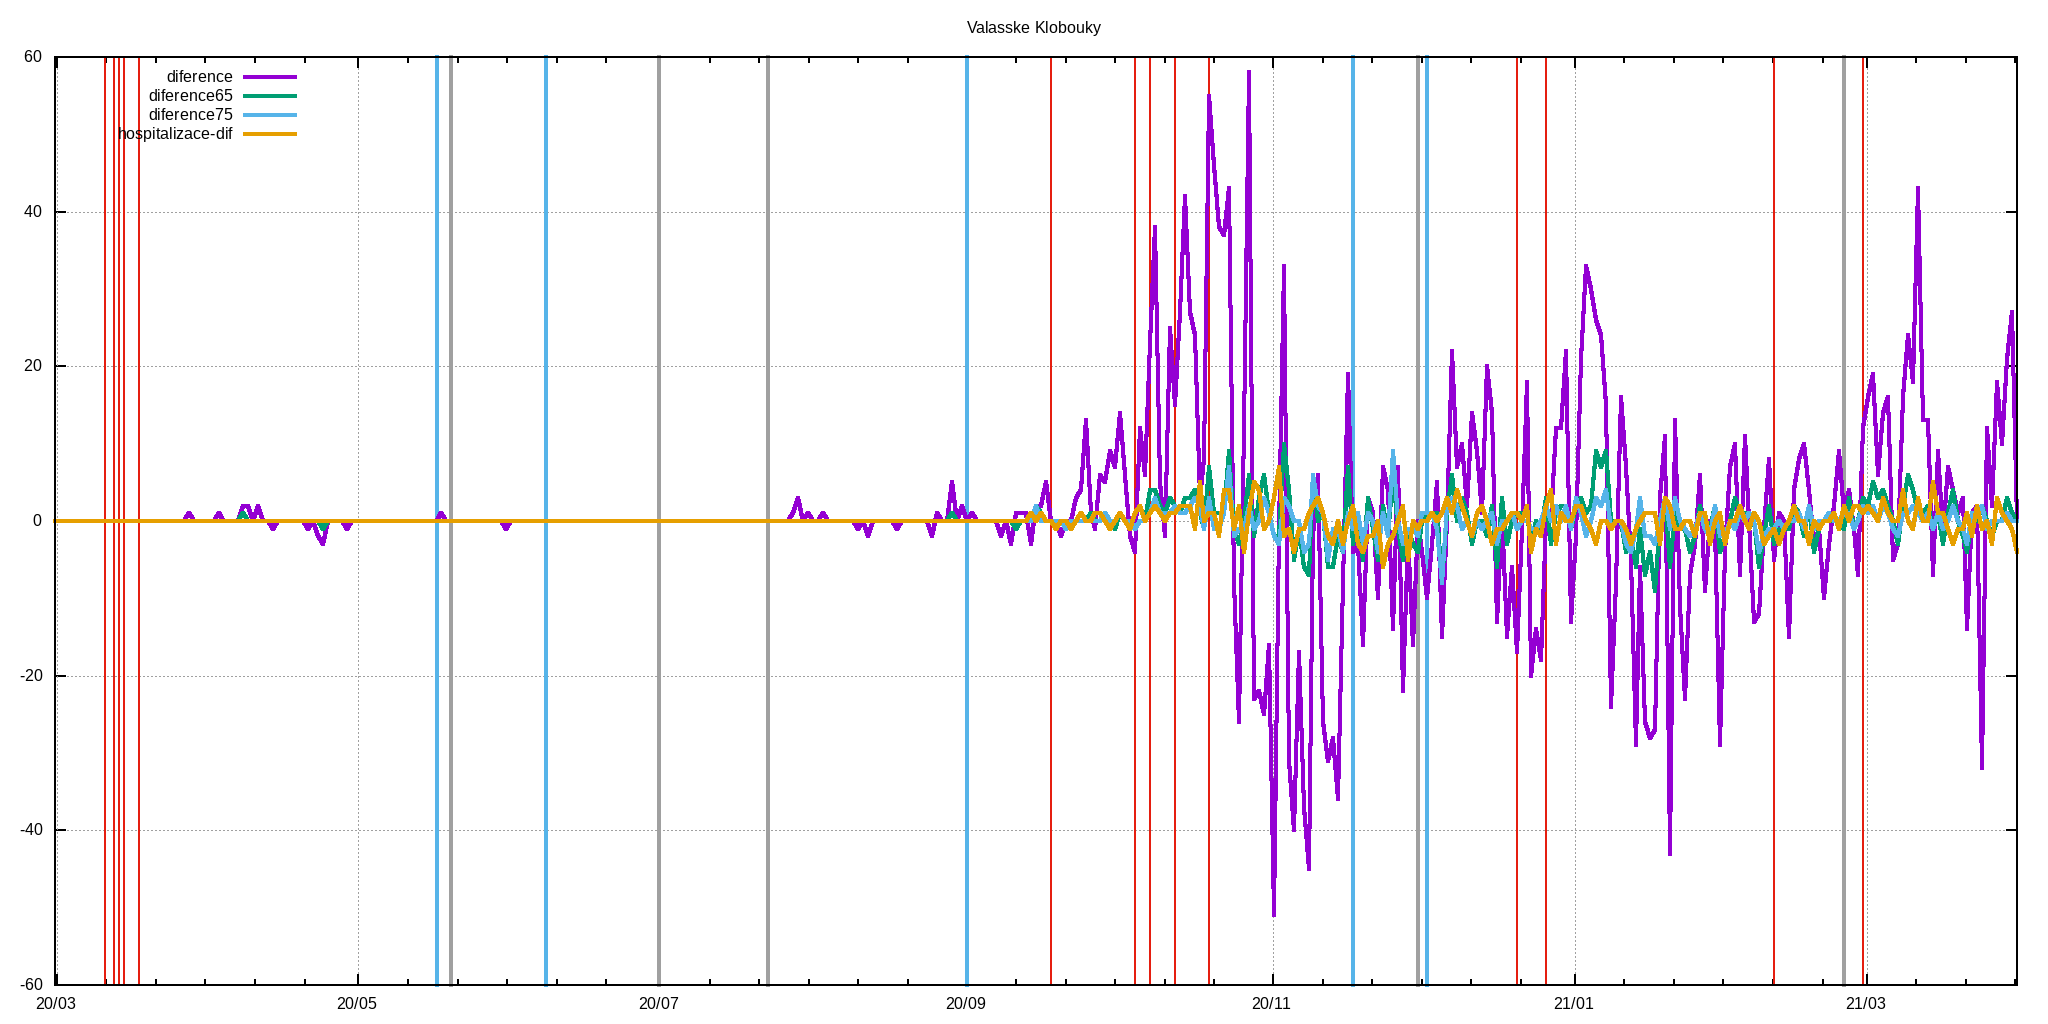 Valasske Klobouky
60
diference
diference65
diference75
hospitalizace-dif
40
20
0
-20
-40
-60
20/03 20/05 20/07 20/09 20/11 21/01 21/03